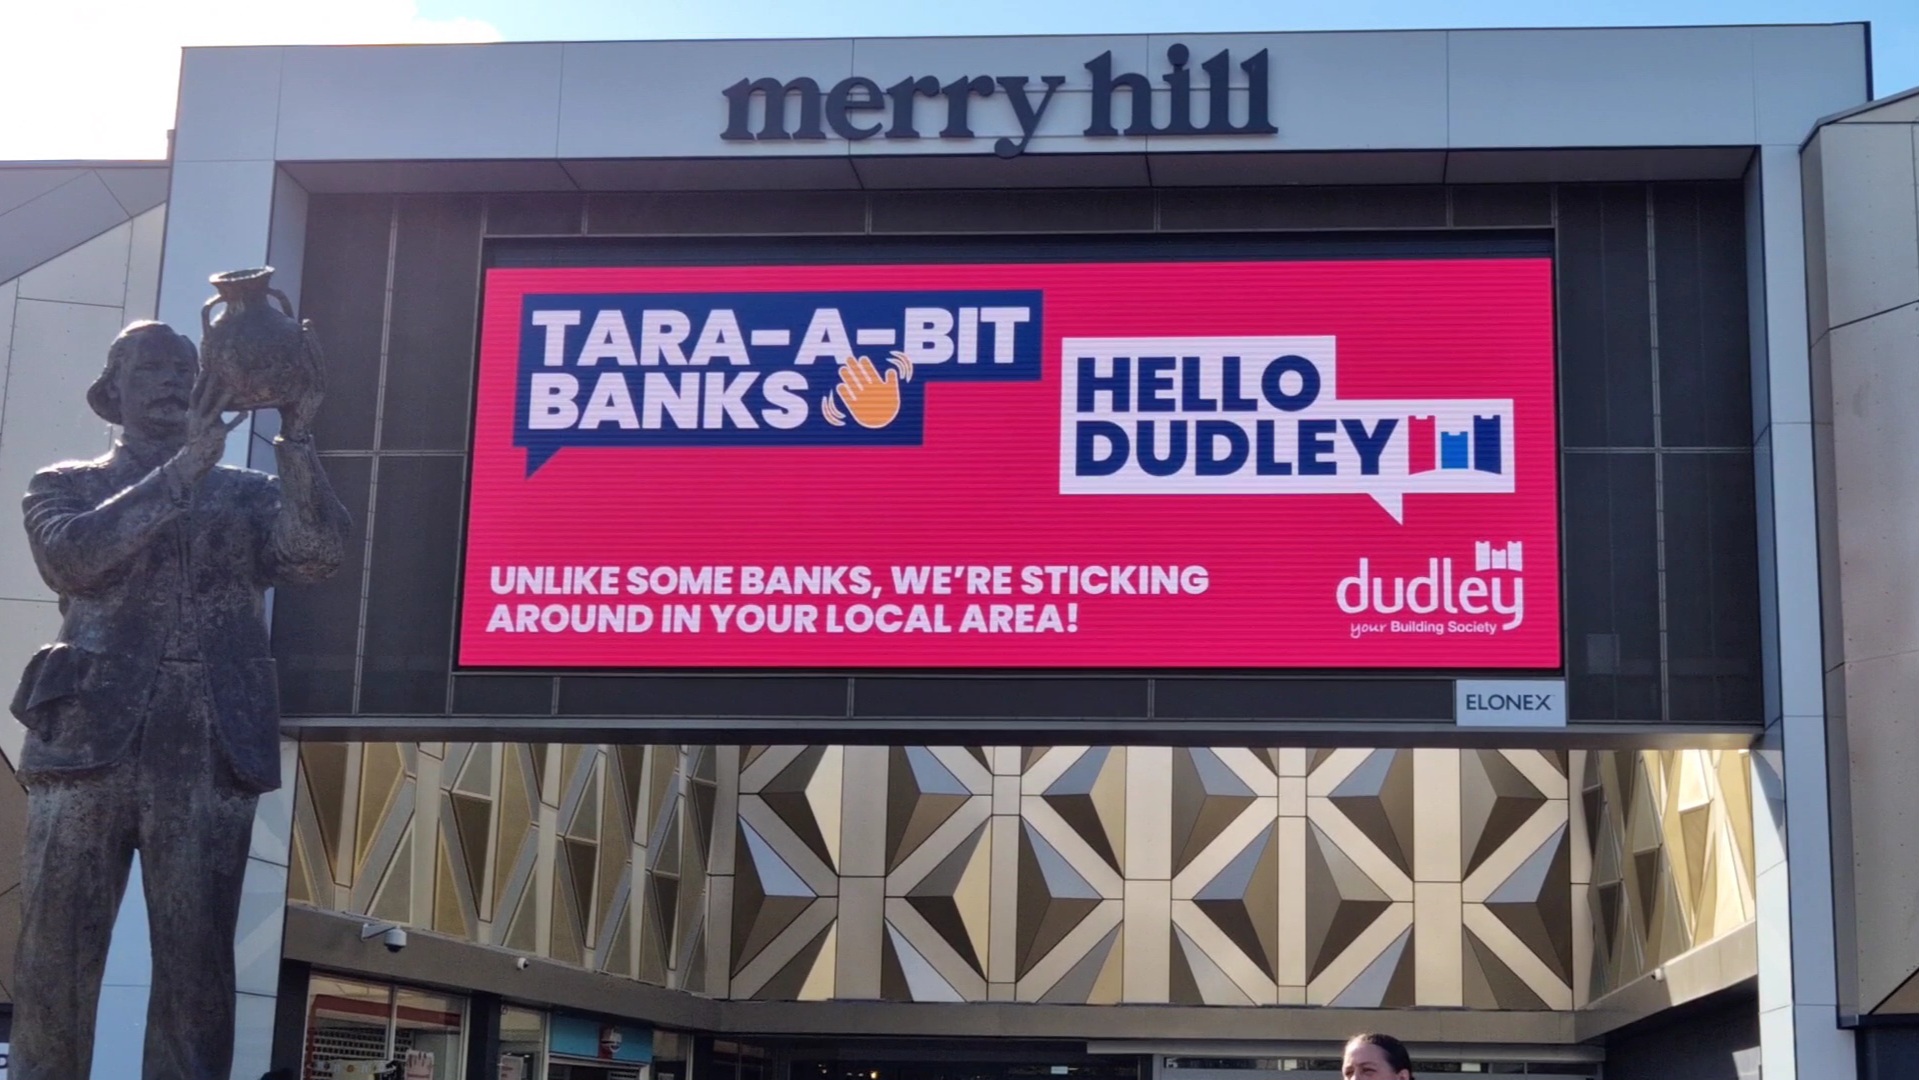 merry hill
TARA-A-BIT
BANKS
HELLO
DUDLEY
UNLIKE SOME BANKS, WE'RE STICKING
AROUND IN YOUR LOCAL AREA!
dudley
your Building Society
ELONEX